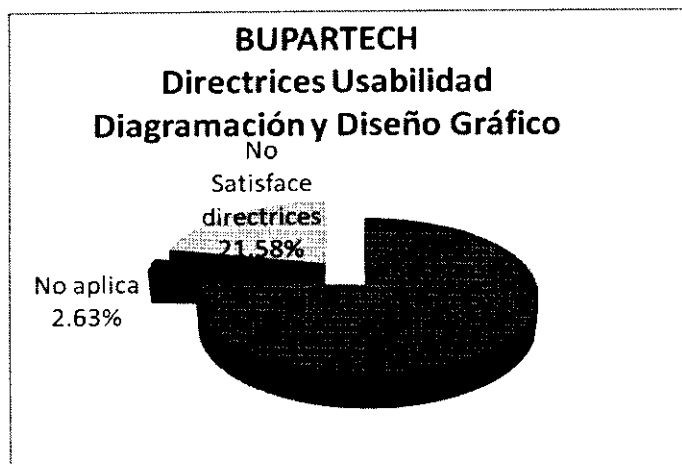 BUPARTECH
Directrices Usabilidad
Diagramación y Diseño Gráfico
No
Satisface
directrices
21.58%
No aplica
2.63%